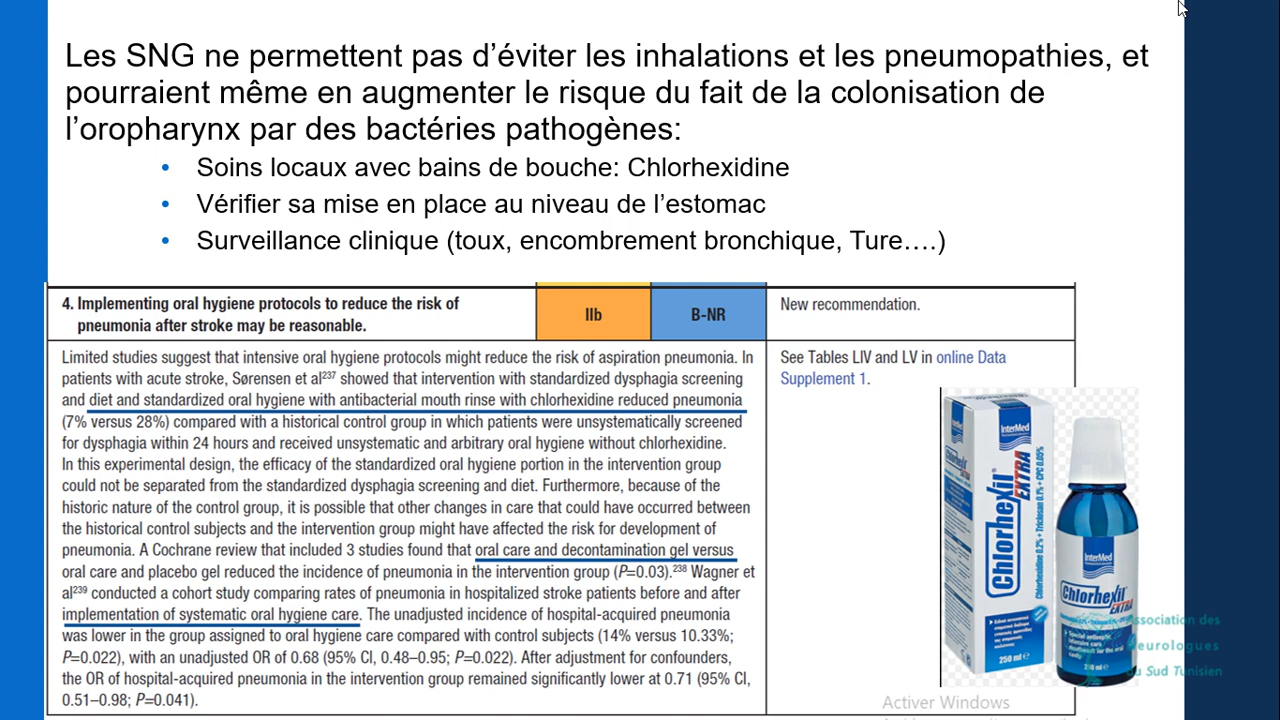 Les SNG ne permettent pas d’éviter les inhalations et les pneumopathies, et
pourraient même en augmenter le risque du fait de la colonisation de
l’oropharynx par des bactéries pathogènes:
• Soins locaux avec bains de bouche: Chlorhexidine
• Vérifier sa mise en place au niveau de l’estomac
• Surveillance clinique (toux, encombrement bronchique, Ture….)
4. Implementing oral hygiene protocols to reduce the risk of
pneumonia after stroke may be reasonable.
IIb
B-NR
New recommendation.
Limited studies suggest that intensive oral hygiene protocols might reduce the risk of aspiration pneumonia. In
patients with acute stroke, Sørensen et al237 showed that intervention with standardized dysphagia screening
and diet and standardized oral hygiene with antibacterial mouth rinse with chlorhexidine reduced pneumonia
(7% versus 28%) compared with a historical control group in which patients were unsystematically screened
for dysphagia within 24 hours and received unsystematic and arbitrary oral hygiene without chlorhexidine.
In this experimental design, the efficacy of the standardized oral hygiene portion in the intervention group
could not be separated from the standardized dysphagia screening and diet. Furthermore, because of the
historic nature of the control group, it is possible that other changes in care that could have occurred between
the historical control subjects and the intervention group might have affected the risk for development of
pneumonia. A Cochrane review that included 3 studies found that oral care and decontamination gel versus
oral care and placebo gel reduced the incidence of pneumonia in the intervention group (P=0.03).238 Wagner et
al239 conducted a cohort study comparing rates of pneumonia in hospitalized stroke patients before and after
implementation of systematic oral hygiene care. The unadjusted incidence of hospital-acquired pneumonia
was lower in the group assigned to oral hygiene care compared with control subjects (14% versus 10.33%;
P=0.022), with an unadjusted OR of 0.68 (95% CI, 0.48–0.95; P=0.022). After adjustment for confounders,
the OR of hospital-acquired pneumonia in the intervention group remained significantly lower at 0.71 (95% CI,
0.51–0.98; P=0.041).
See Tables LIV and LV in online Data
Supplement 1.
InterMed
Chlorhexil
EXTRA
Chlorhexidine 0.2% + Triclosan 0.1% + CPC 0.05%
250 ml
InterMed
Chlorhexil
EXTRA
Association des
Neurologues
du Sud Tunisien
Activer Windows